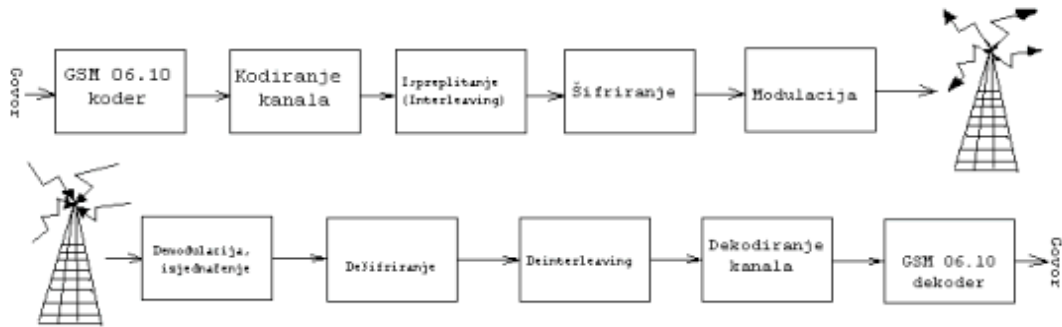 Govor
GSM 06.10
koder
Kodiranje
kanala
Ispreplitanje
(Interleaving)
Šifriranje
Modulacija
Demodulacija,
isjednačenje
Dešifriranje
Deinterleaving
Dekodiranje
kanala
GSM 06.10
dekoder
Govor